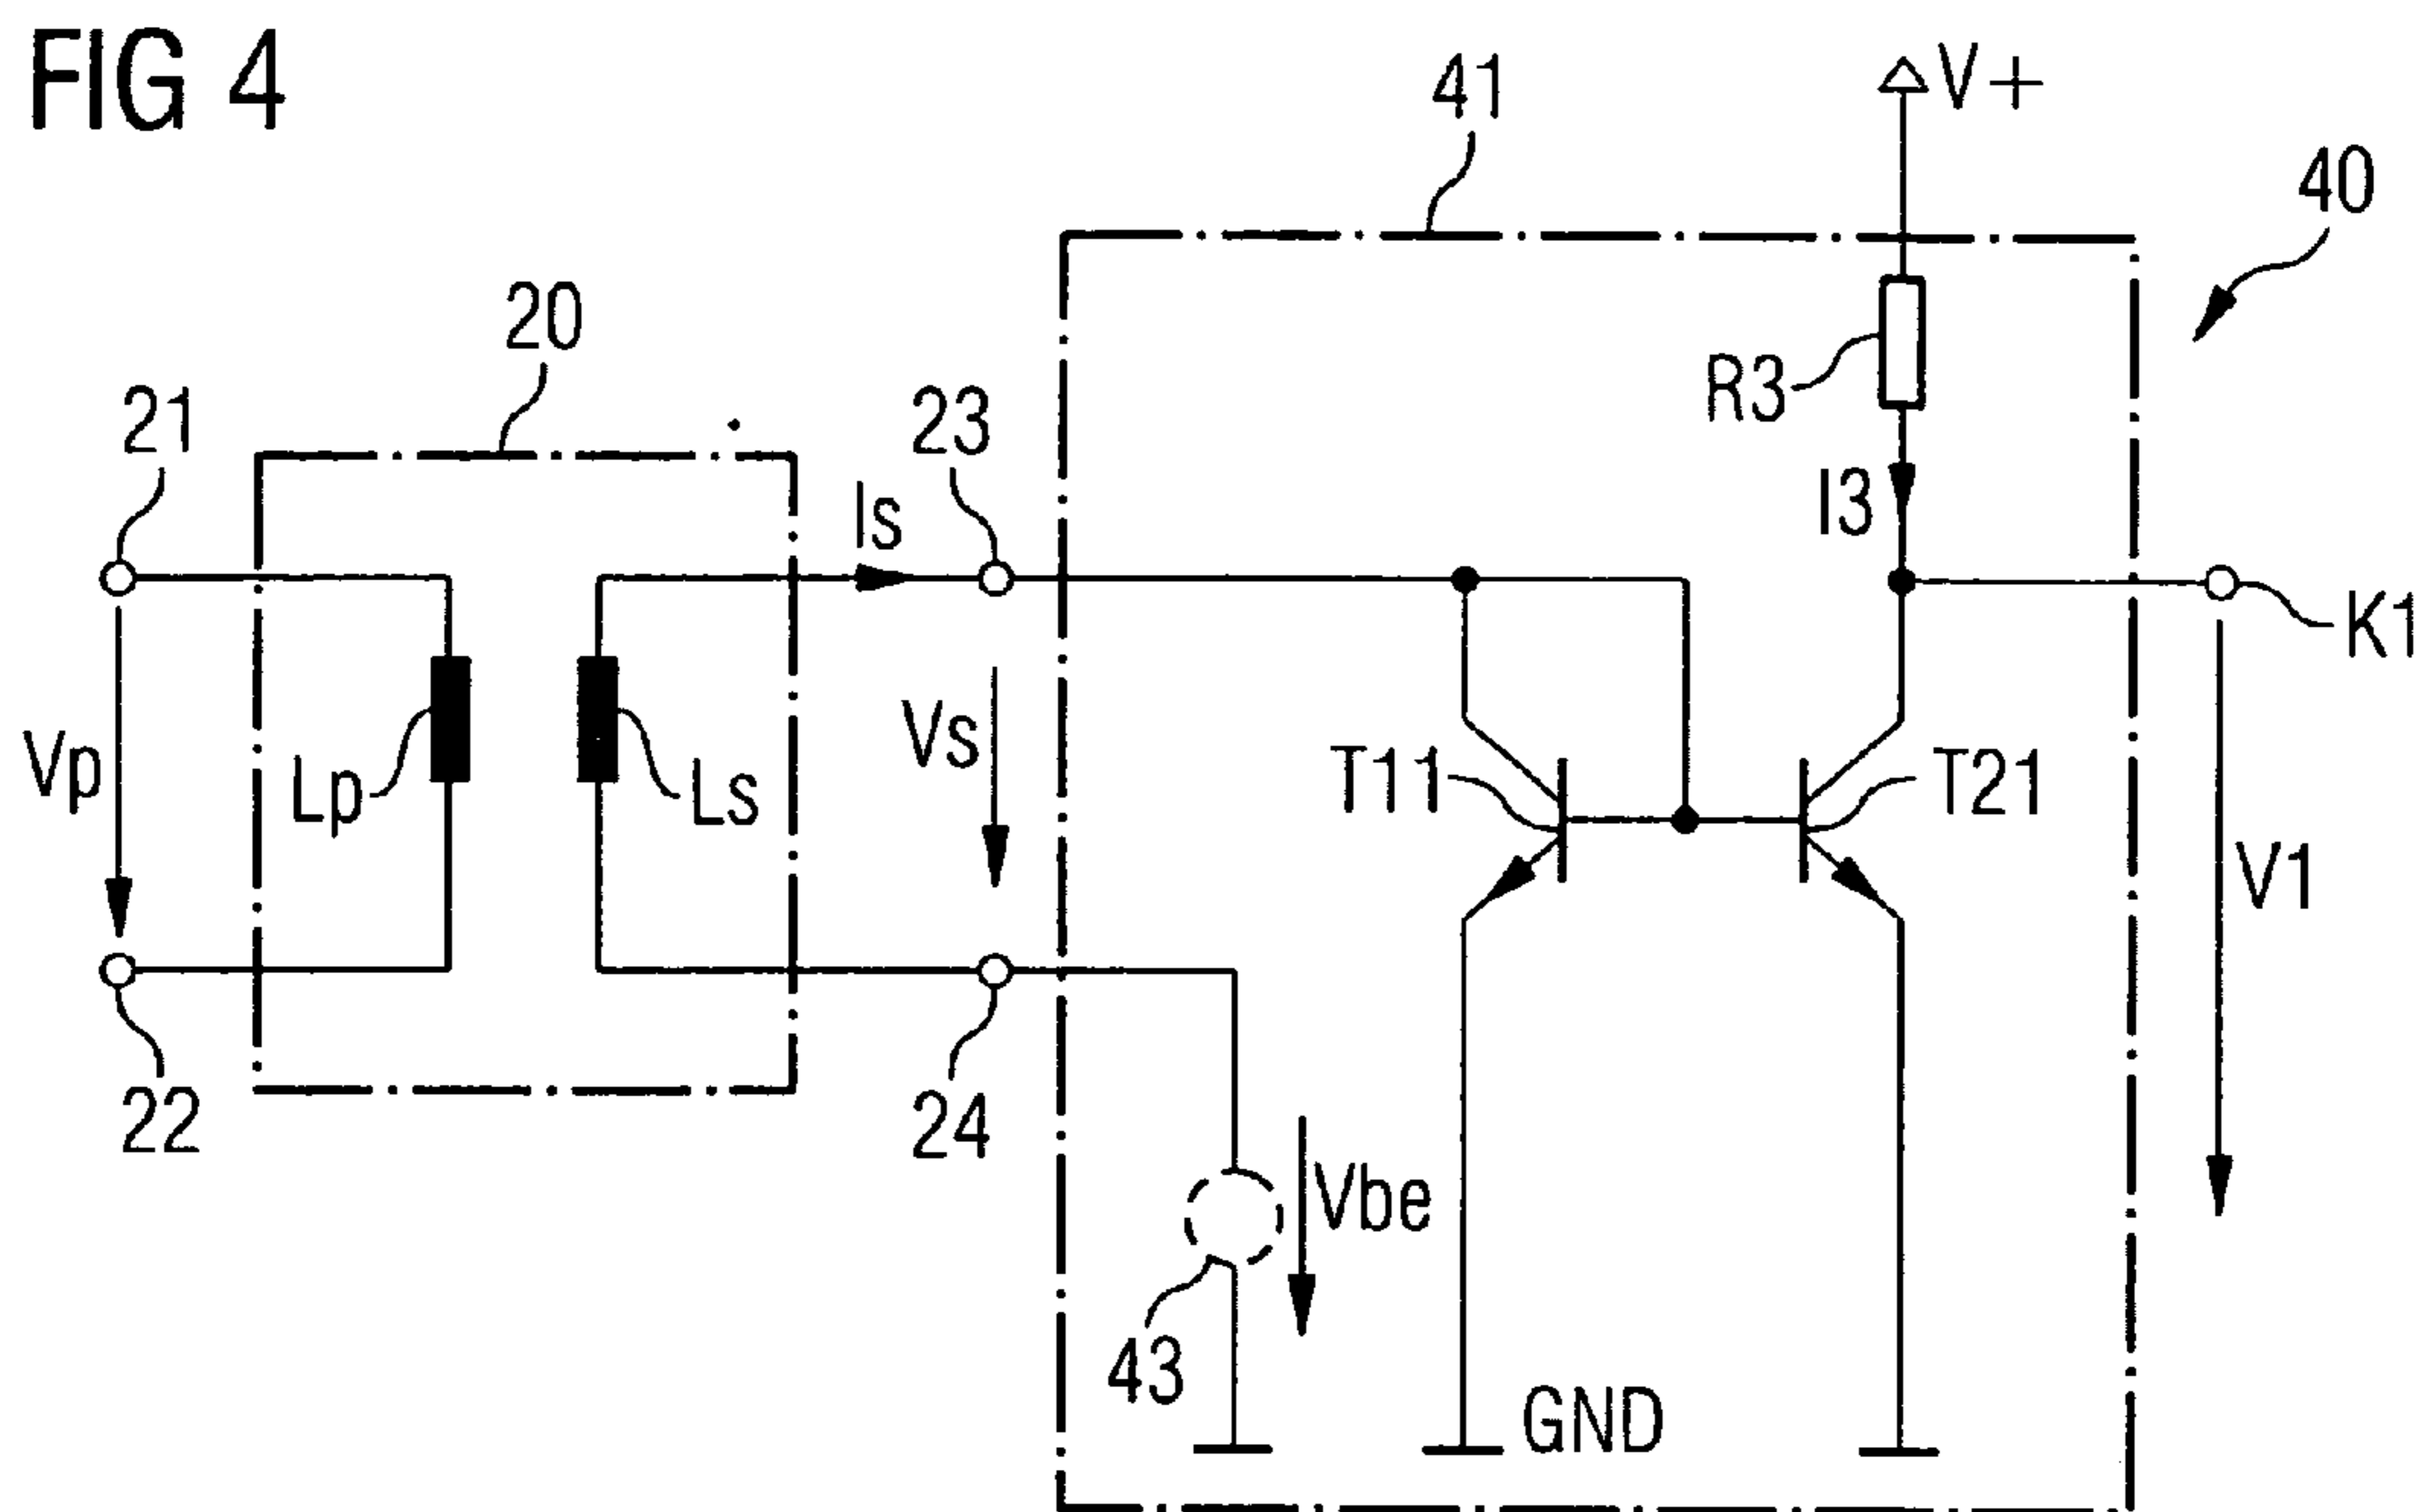 FIG 4
41
V+
40
20
R3
21
23
Is
I3
K1
Vp
Lp
Ls
Vs
T11
T21
V1
22
24
Vbe
43
GND